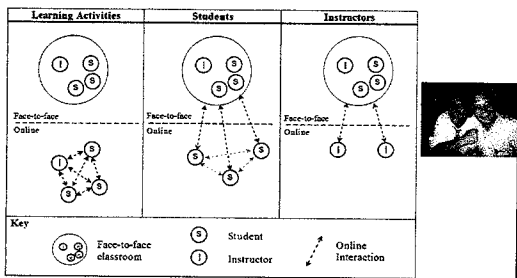 Learning Activities
Students
Instructors
I S S S
I S S S
I S S S
Face-to-face
Online
Face-to-face
Online
Face-to-face
Online
I S S S
S S S
I I
Key
Face-to-face
classroom
S Student
I Instructor
Online
Interaction